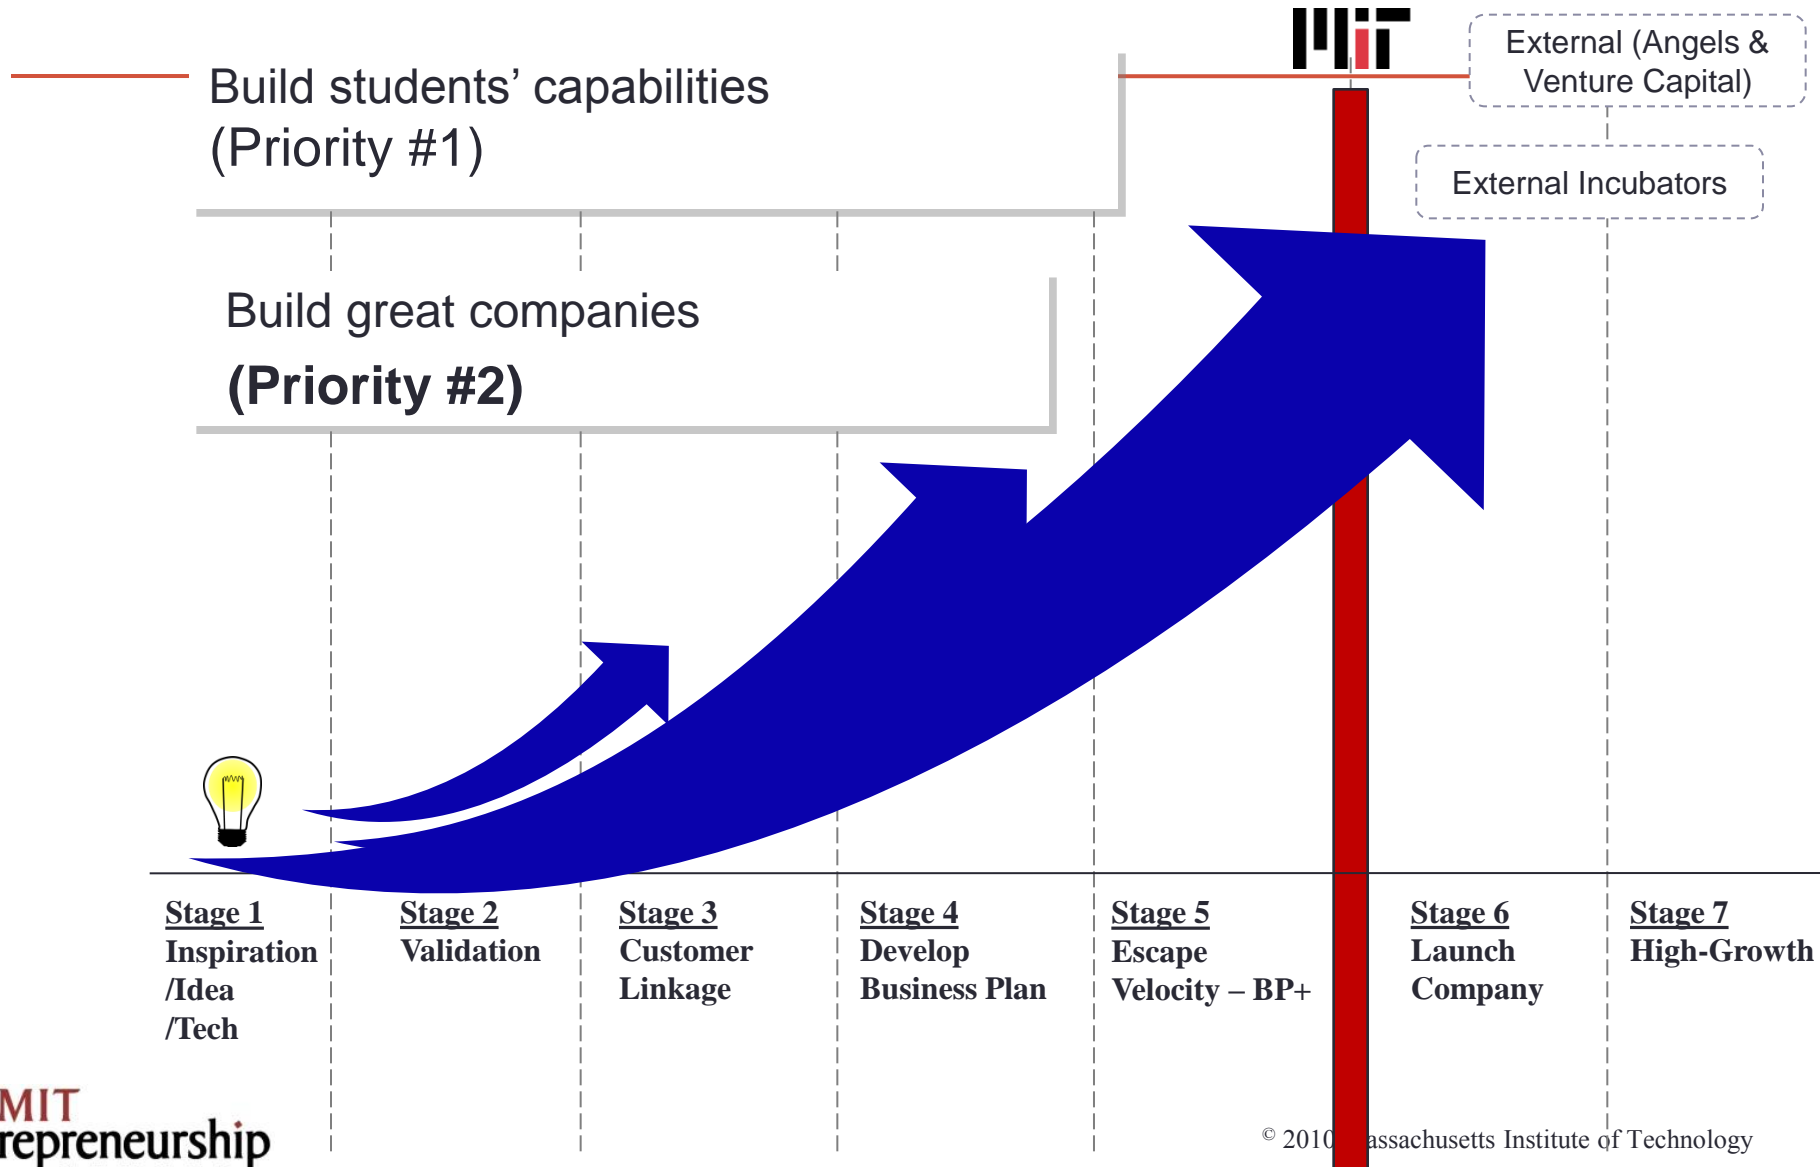 MIT
External (Angels &
Venture Capital)
Build students’ capabilities
(Priority #1)
External Incubators
Build great companies
(Priority #2)
Stage 1
Inspiration
/Idea
/Tech
Stage 2
Validation
Stage 3
Customer
Linkage
Stage 4
Develop
Business Plan
Stage 5
Escape
Velocity – BP+
Stage 6
Launch
Company
Stage 7
High-Growth
MIT
repreneurship
© 2010 assachusetts Institute of Technology